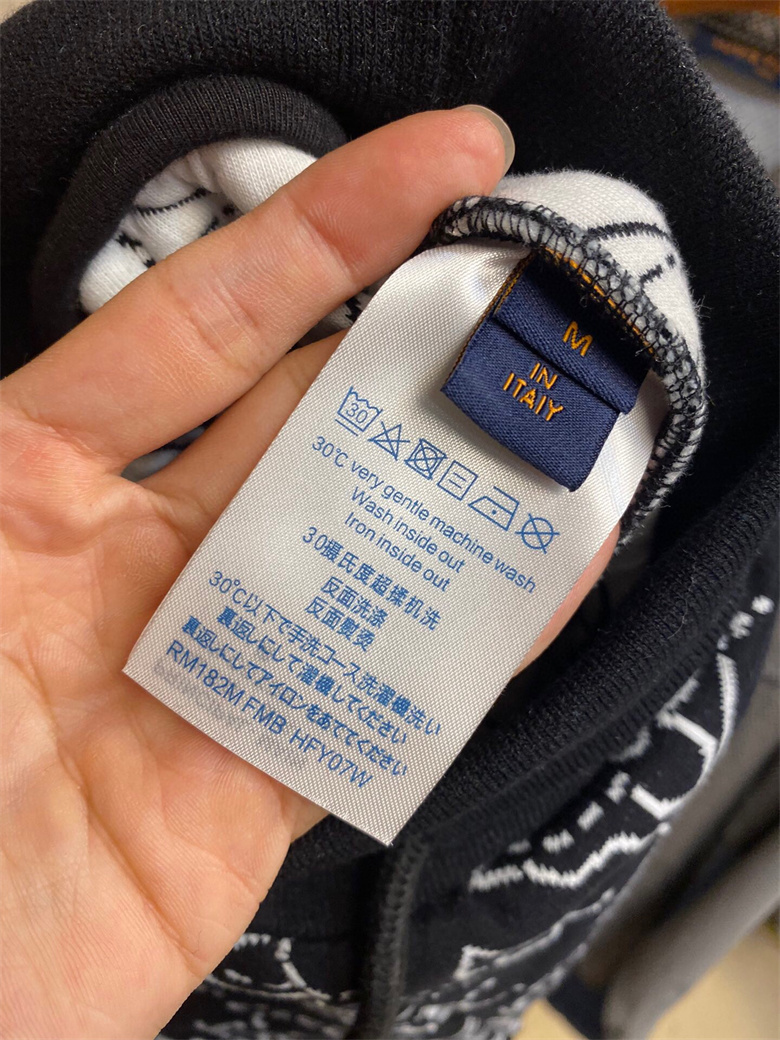 M
IN
ITAIY
30
30℃ very gentle machine wash
Wash inside out
Iron inside out
30摄氏度超揉机洗
反面洗涤
反面熨烫
30℃以下で手洗コース洗濯機洗い
裏返しにして濯機してください
裏返しにしてアイロンをあててください
RM182M FMB HFY07W